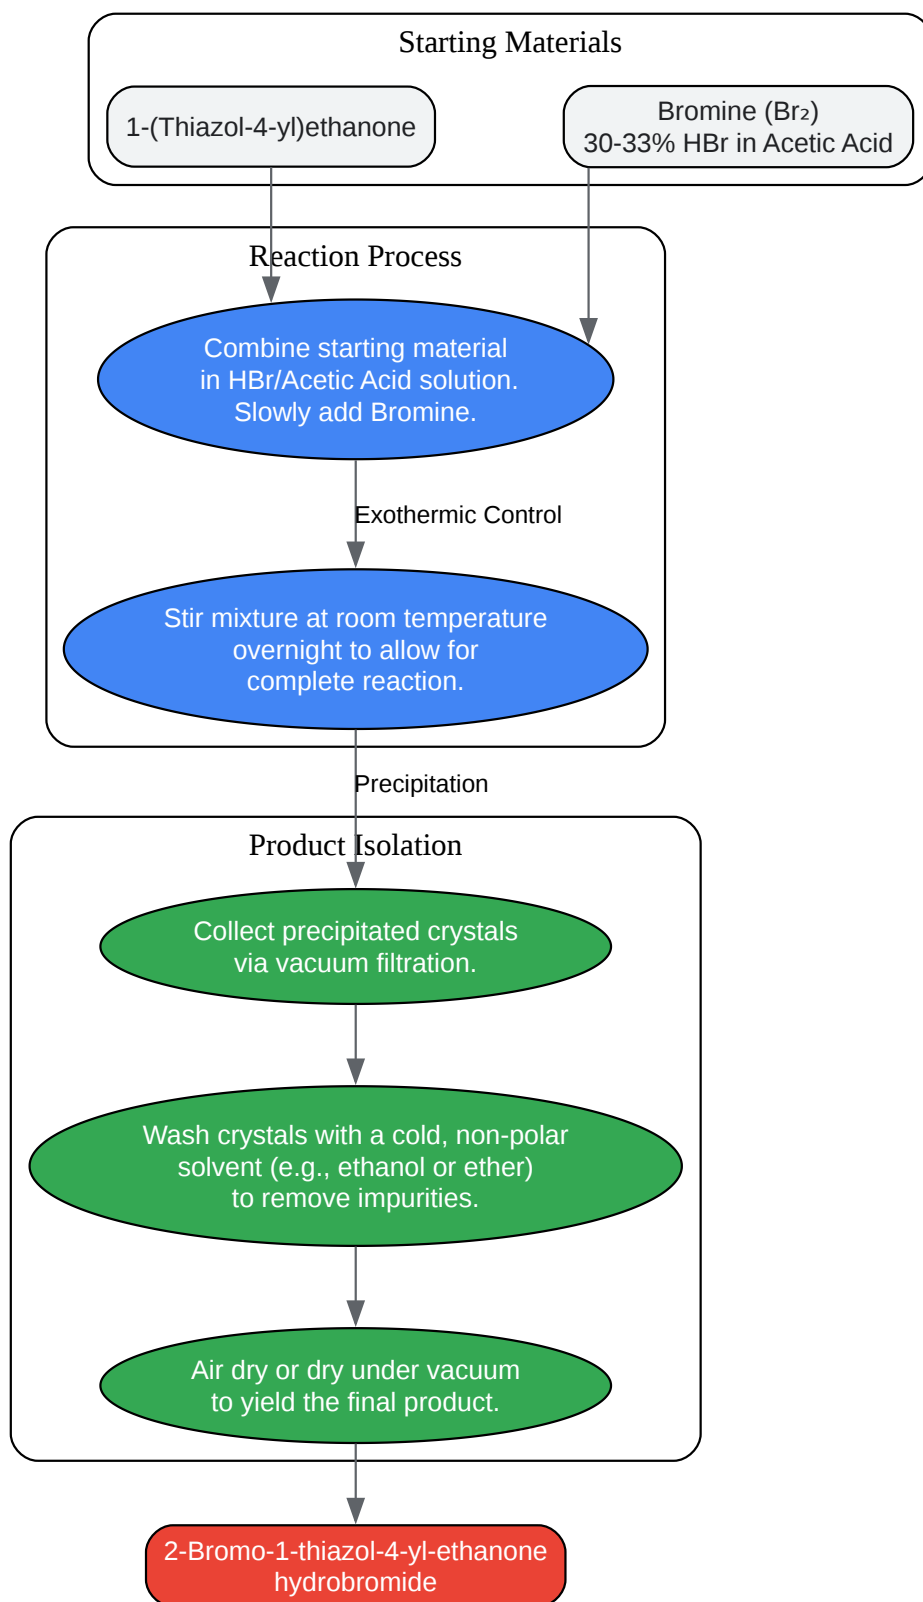 Starting Materials
1-(Thiazol-4-yl)ethanone
Bromine (Br₂)
30-33% HBr in Acetic Acid
Reaction Process
Combine starting material
in HBr/Acetic Acid solution.
Slowly add Bromine.
Exothermic Control
Stir mixture at room temperature
overnight to allow for
complete reaction.
Precipitation
Product Isolation
Collect precipitated crystals
via vacuum filtration.
Wash crystals with a cold, non-polar
solvent (e.g., ethanol or ether)
to remove impurities.
Air dry or dry under vacuum
to yield the final product.
2-Bromo-1-thiazol-4-yl-ethanone
hydrobromide